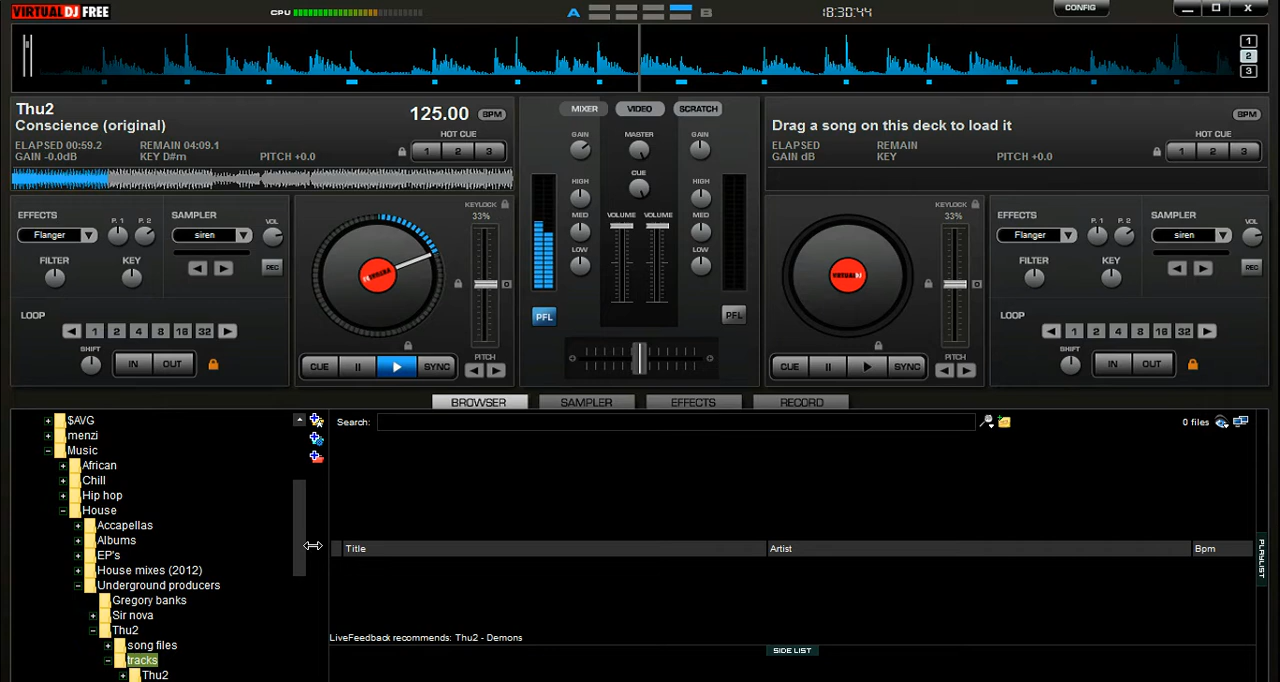 VIRTUAL DJ FREE
CPU
A
B
18:30:44
CONFIG
1
2
3
Thu2
Conscience (original)
125.00 BPM
HOT CUE
ELAPSED 00:59.2 REMAIN 04:09.1
GAIN -0.0dB KEY D#m PITCH +0.0
1 2 3
MIXER VIDEO SCRATCH
GAIN MASTER GAIN
CUE
HIGH HIGH
MED MED
VOLUME VOLUME
LOW LOW
PFL PFL
Drag a song on this deck to load it
BPM
HOT CUE
ELAPSED REMAIN
GAIN dB KEY PITCH +0.0
1 2 3
EFFECTS P. 1 P. 2 SAMPLER VOL
Flanger siren
FILTER KEY REC
LOOP
1 2 4 8 16 32
SHIFT IN OUT
KEYLOCK
33%
CUE SYNC PITCH
VIRTUAL DJ
KEYLOCK
33%
CUE SYNC PITCH
EFFECTS P. 1 P. 2 SAMPLER VOL
Flanger siren
FILTER KEY REC
LOOP
1 2 4 8 16 32
SHIFT IN OUT
BROWSER SAMPLER EFFECTS RECORD
$AVG
menzi
Music
African
Chill
Hip hop
House
Accapellas
Albums
EP's
House mixes (2012)
Underground producers
Gregory banks
Sir nova
Thu2
song files
tracks
Thu2
Search:
0 files
Title Artist Bpm
PLAYLIST
LiveFeedback recommends: Thu2 - Demons
SIDE LIST